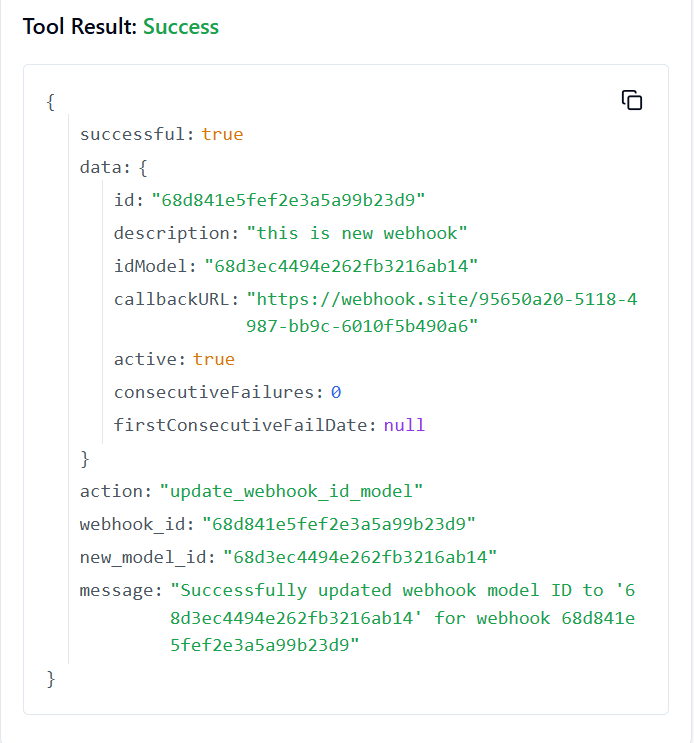 Tool Result: Success
{
successful: true
data: {
id: "68d841e5fef2e3a5a99b23d9"
description: "this is new webhook"
idModel: "68d3ec4494e262fb3216ab14"
callbackURL: "https://webhook.site/95650a20-5118-4
987-bb9c-6010f5b490a6"
active: true
consecutiveFailures: 0
firstConsecutiveFailDate: null
}
action: "update_webhook_id_model"
webhook_id: "68d841e5fef2e3a5a99b23d9"
new_model_id: "68d3ec4494e262fb3216ab14"
message: "Successfully updated webhook model ID to '6
8d3ec4494e262fb3216ab14' for webhook 68d841e
5fef2e3a5a99b23d9"
}